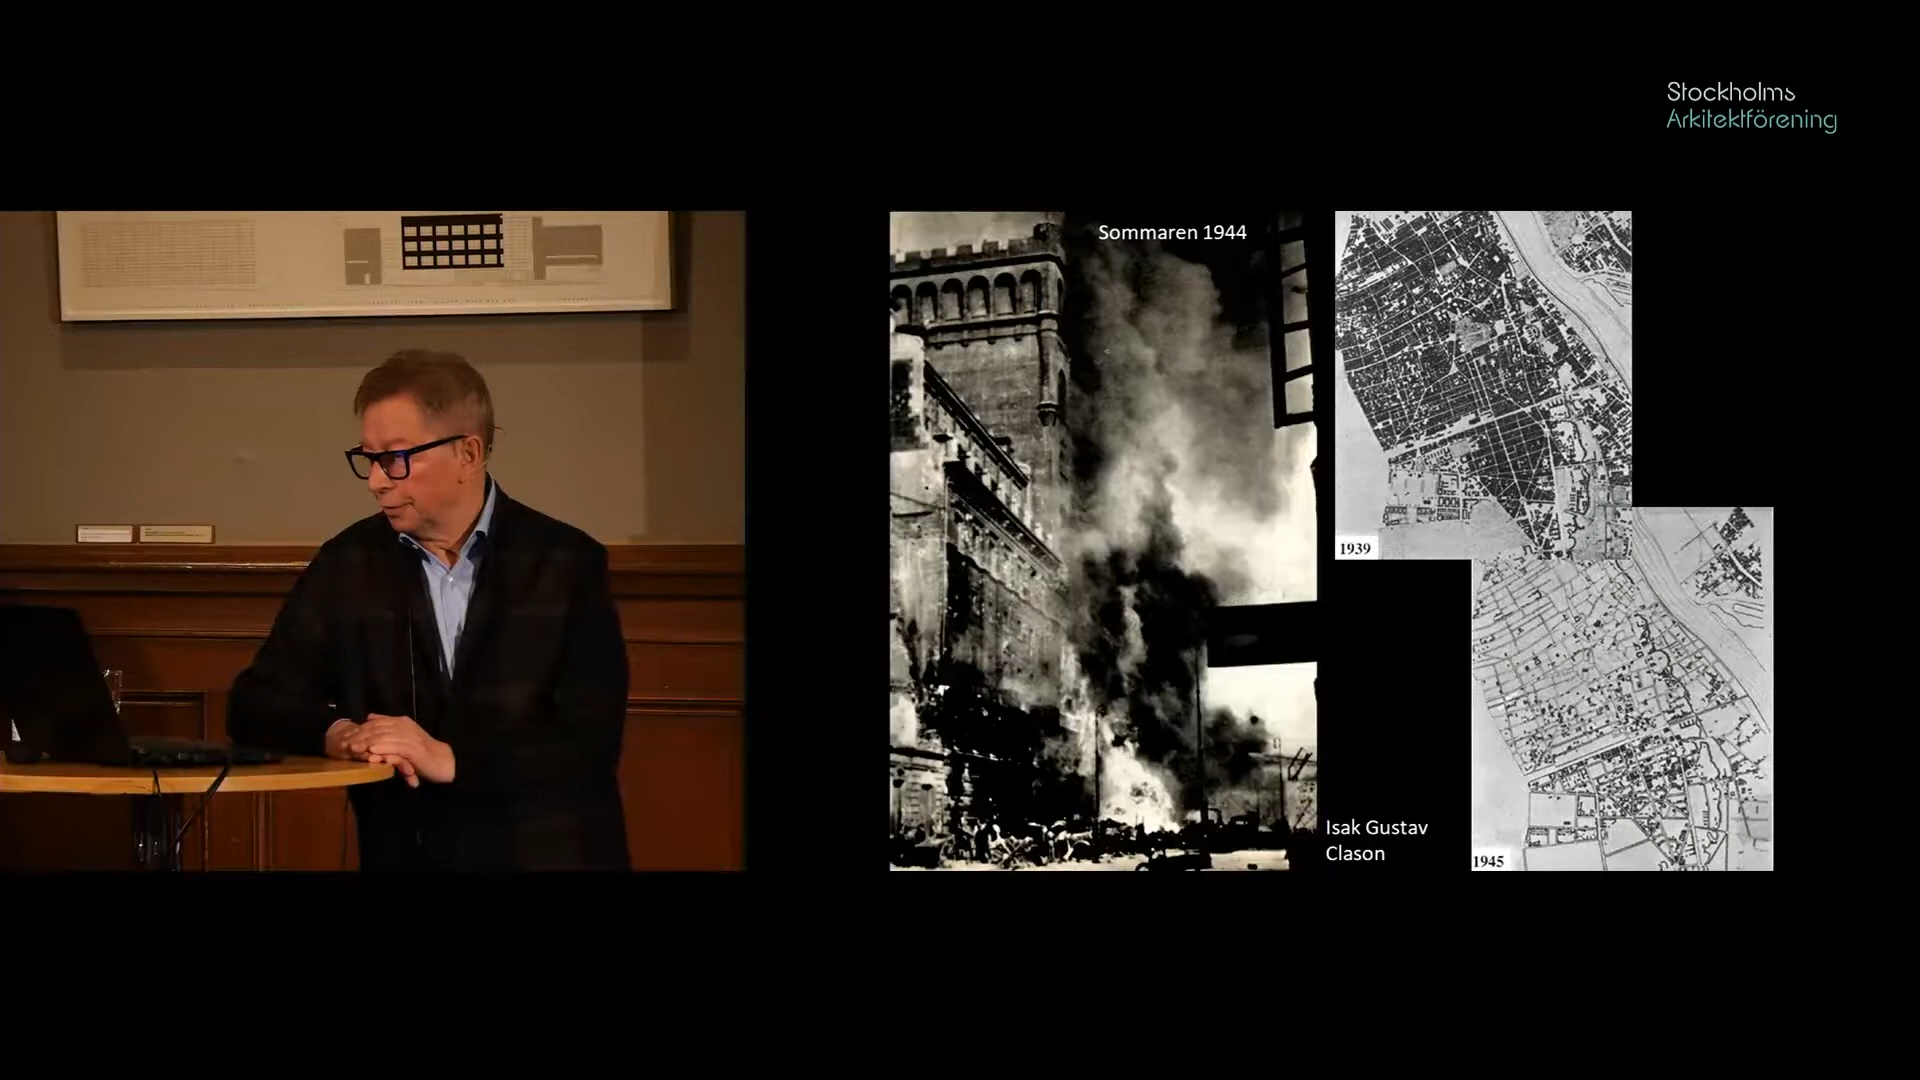 Stockholms
Arkitektförening
Sommaren 1944
1939
Isak Gustav
Clason
1945